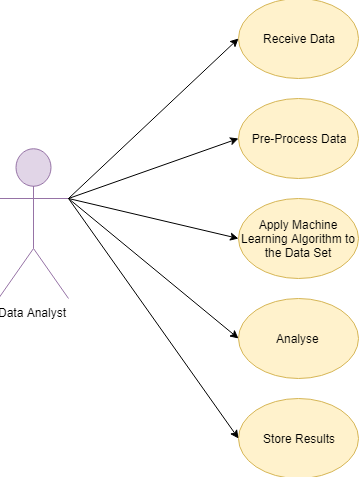 Receive Data
Pre-Process Data
Apply Machine
Learning Algorithm to
the Data Set
Data Analyst
Analyse
Store Results